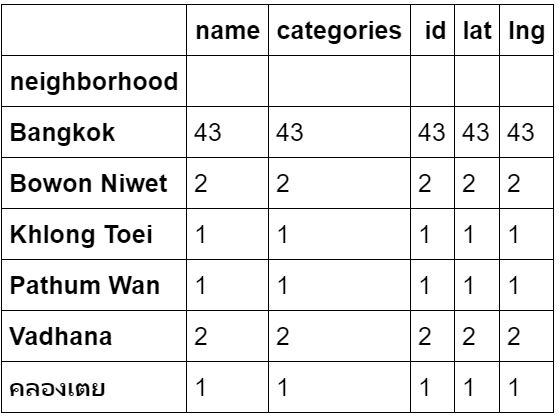 name categories id lat lng
neighborhood
Bangkok 43 43 43 43 43
Bowon Niwet 2 2 2 2 2
Khlong Toei 1 1 1 1 1
Pathum Wan 1 1 1 1 1
Vadhana 2 2 2 2 2
คลองเตย 1 1 1 1 1